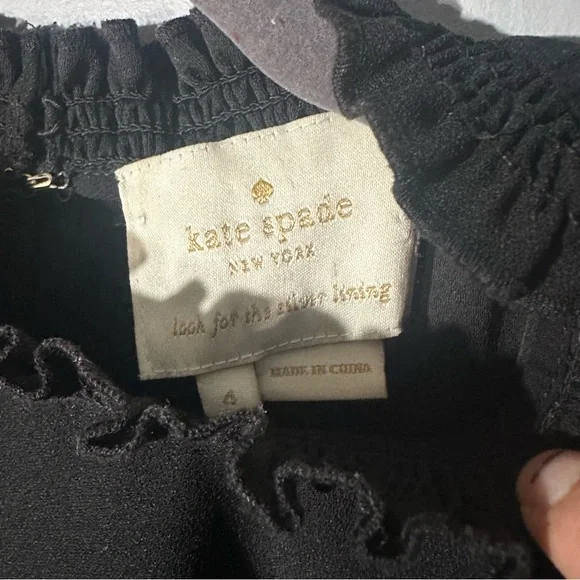 kate spade
NEW YORK
look for the silver lining
MADE IN CHINA
4